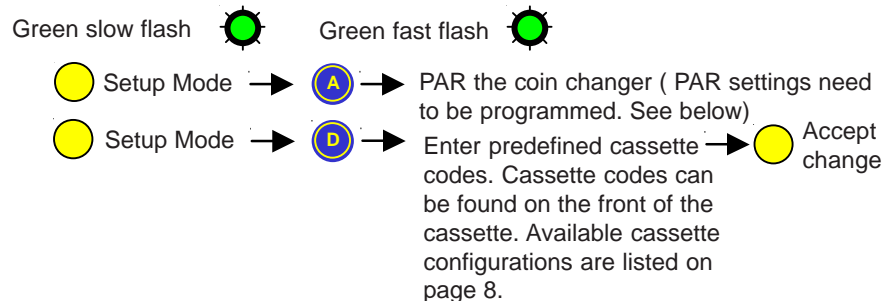 Green slow flash Green fast flash
Setup Mode A PAR the coin changer ( PAR settings need
to be programmed. See below)
Setup Mode D Enter predefined cassette Accept
codes. Cassette codes can change
be found on the front of the
cassette. Available cassette
configurations are listed on
page 8.